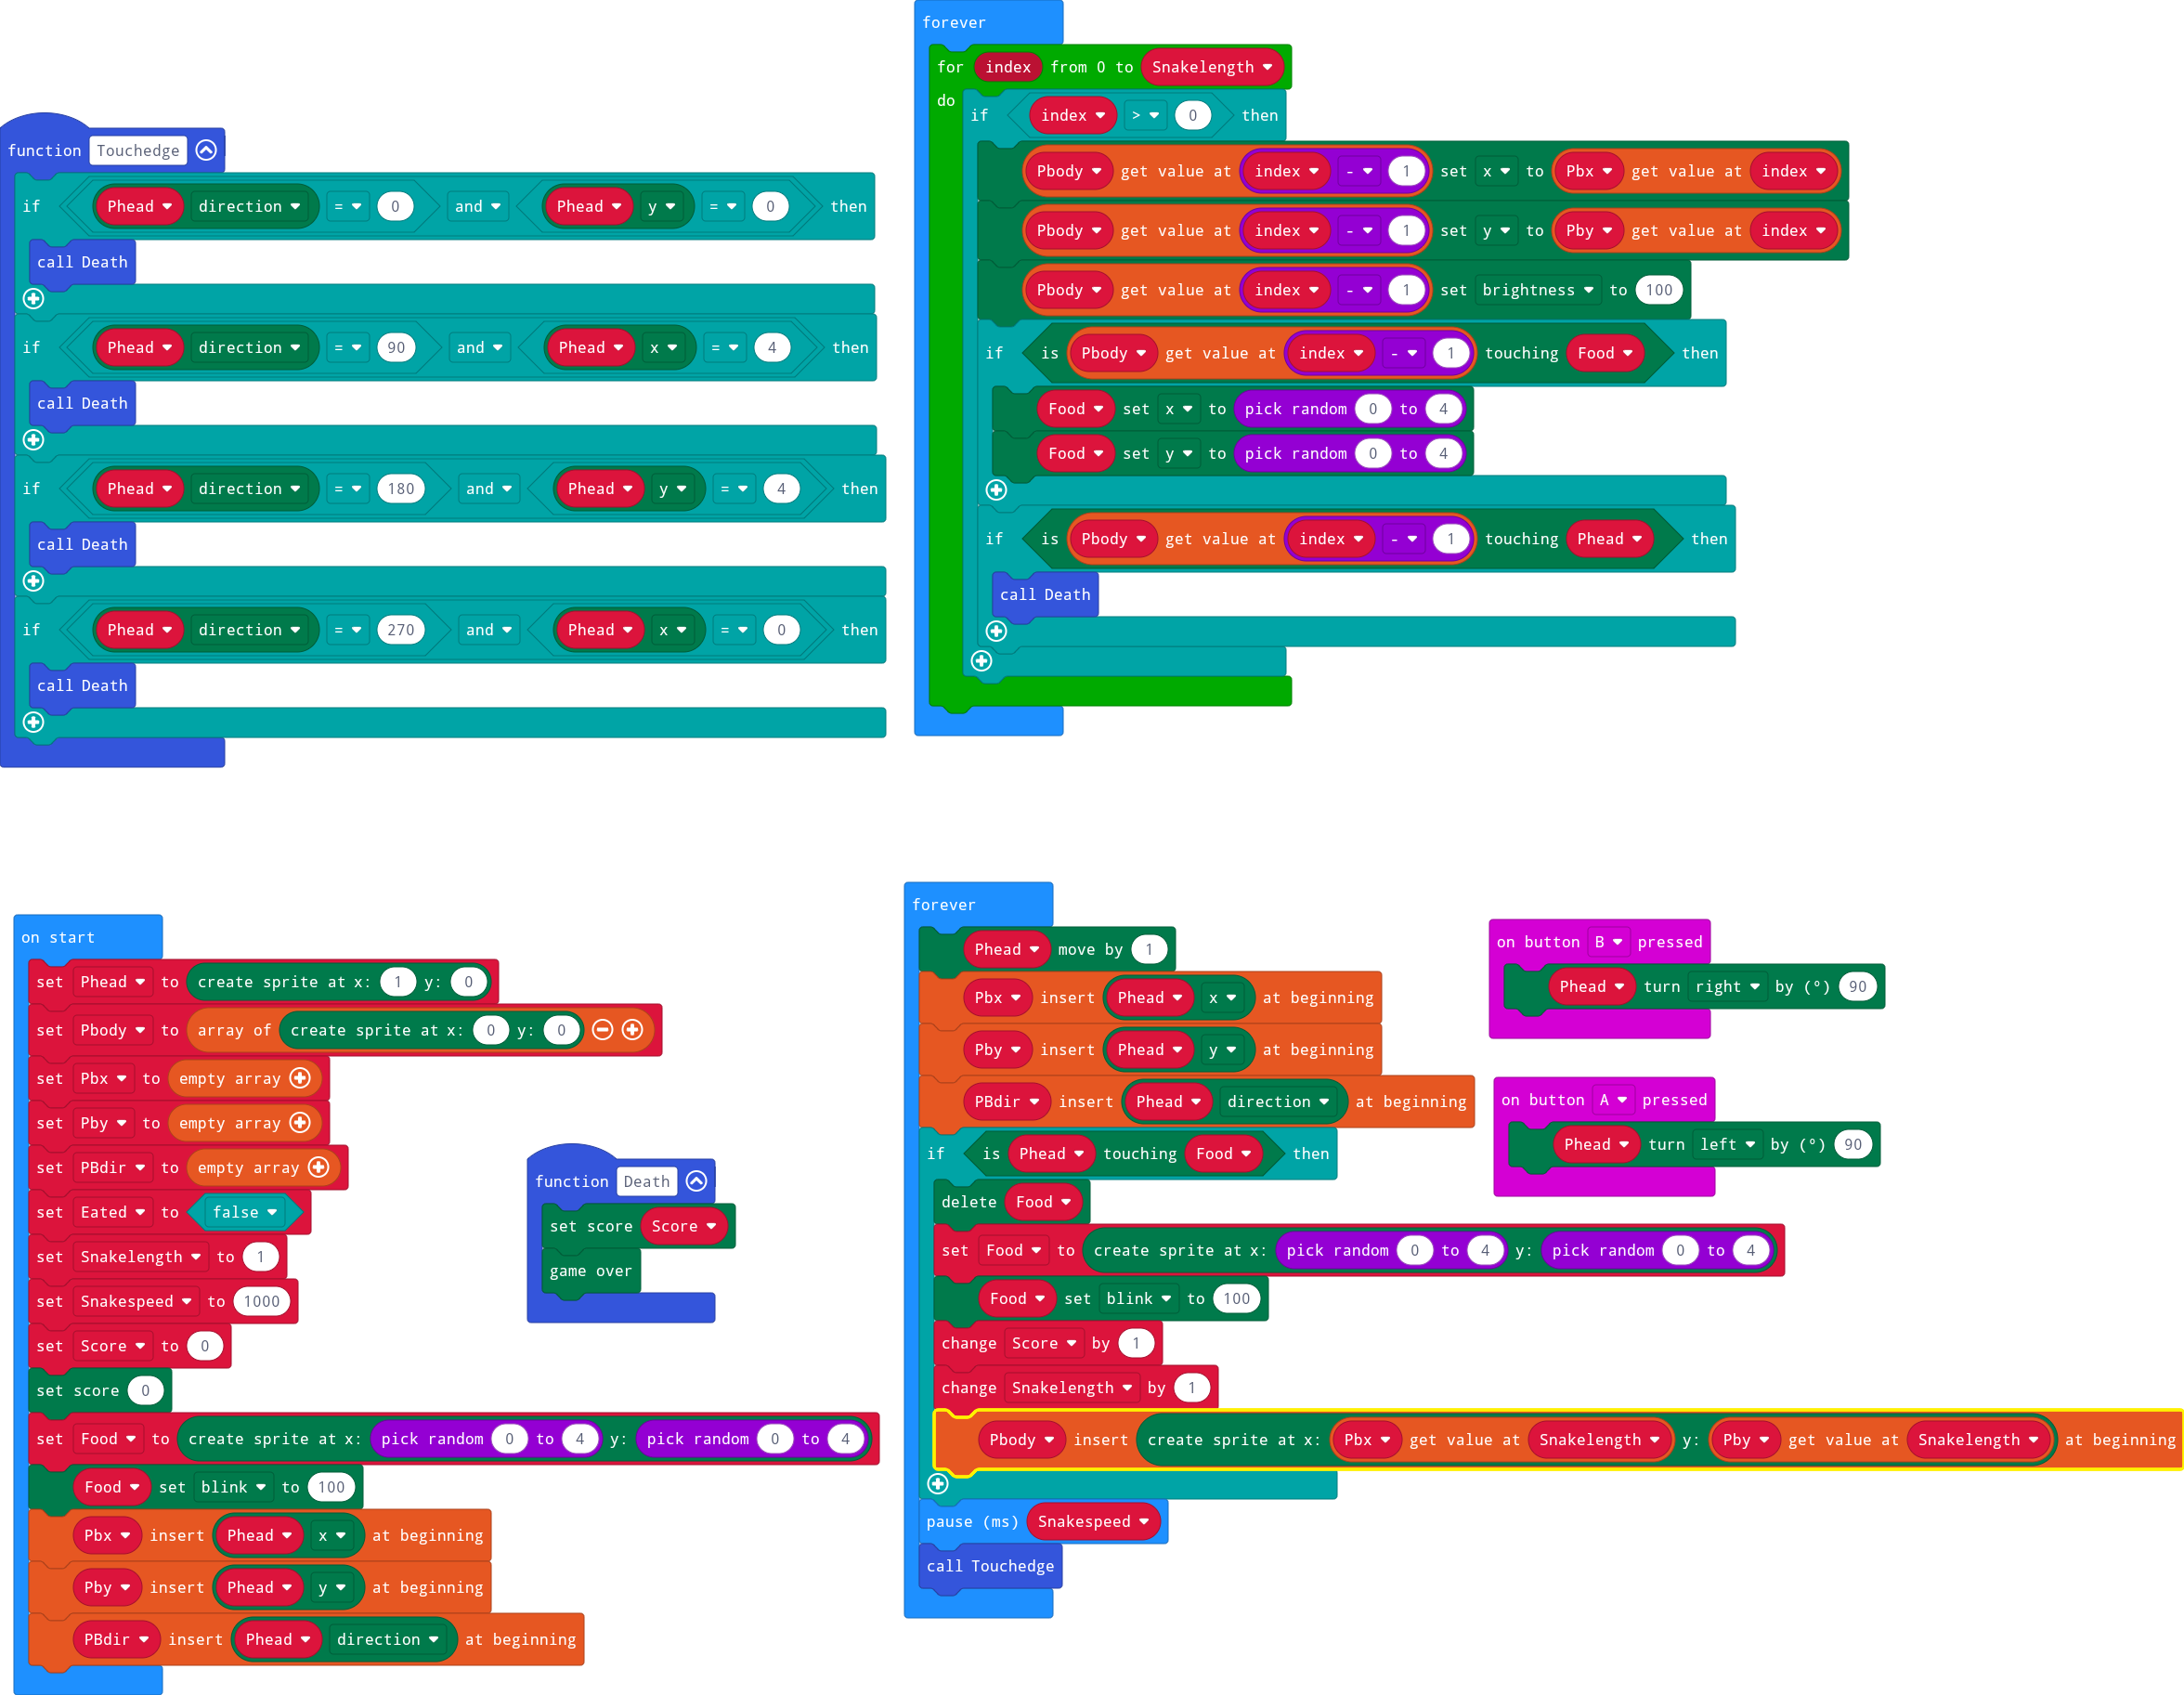 function Touchedge
if Phead direction = 0 and Phead y = 0 then
call Death
if Phead direction = 90 and Phead x = 4 then
call Death
if Phead direction = 180 and Phead y = 4 then
call Death
if Phead direction = 270 and Phead x = 0 then
call Death
forever
for index from 0 to Snakelength
do
if index > 0 then
Pbody get value at index - 1 set x to Pbx get value at index
Pbody get value at index - 1 set y to Pby get value at index
Pbody get value at index - 1 set brightness to 100
if is Pbody get value at index - 1 touching Food then
Food set x to pick random 0 to 4
Food set y to pick random 0 to 4
if is Pbody get value at index - 1 touching Phead then
call Death
on start
set Phead to create sprite at x: 1 y: 0
set Pbody to array of create sprite at x: 0 y: 0
set Pbx to empty array
set Pby to empty array
set PBdir to empty array
set Eated to false
set Snakelength to 1
set Snakespeed to 1000
set Score to 0
set score 0
set Food to create sprite at x: pick random 0 to 4 y: pick random 0 to 4
Food set blink to 100
Pbx insert Phead x at beginning
Pby insert Phead y at beginning
PBdir insert Phead direction at beginning
function Death
set score Score
game over
forever
Phead move by 1
Pbx insert Phead x at beginning
Pby insert Phead y at beginning
PBdir insert Phead direction at beginning
if is Phead touching Food then
delete Food
set Food to create sprite at x: pick random 0 to 4 y: pick random 0 to 4
Food set blink to 100
change Score by 1
change Snakelength by 1
Pbody insert create sprite at x: Pbx get value at Snakelength y: Pby get value at Snakelength at beginning
pause (ms) Snakespeed
call Touchedge
on button B pressed
Phead turn right by (°) 90
on button A pressed
Phead turn left by (°) 90